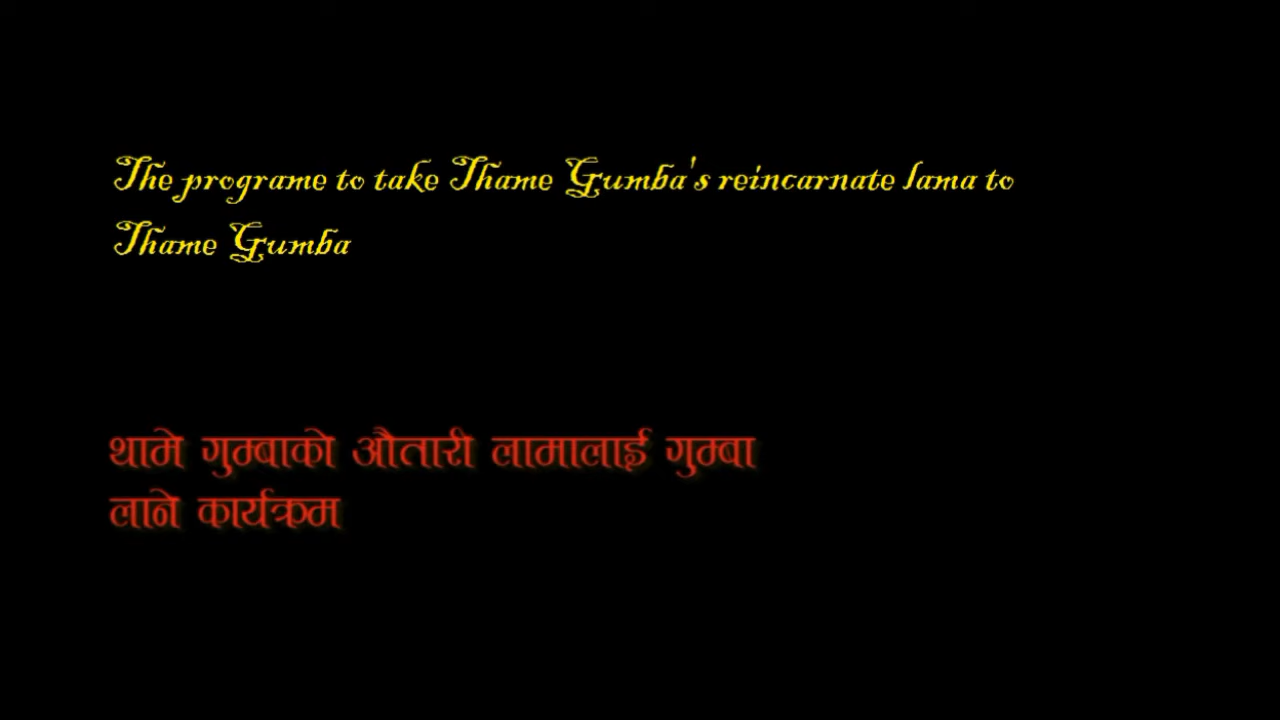 The programe to take Thame Gumba's reincarnate lama to
Thame Gumba
थामे गुम्बाको औतारी लामालाई गुम्बा
लाने कार्यक्रम